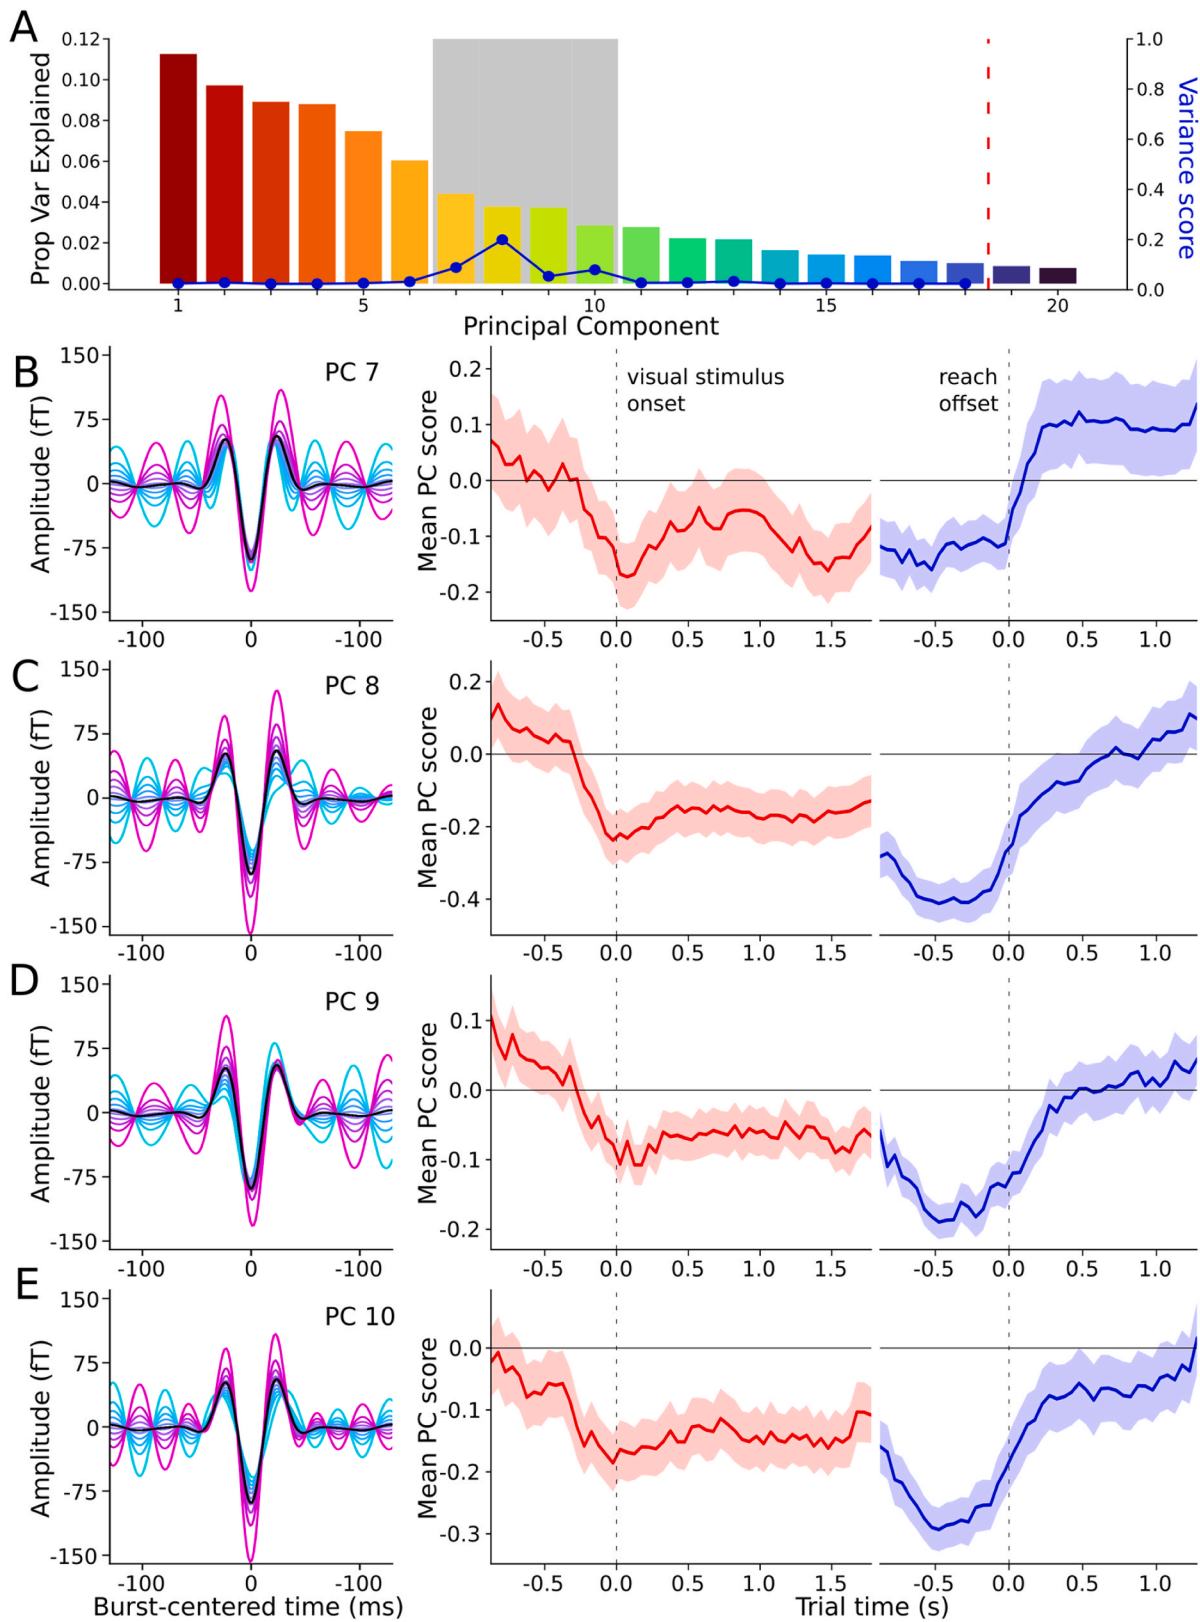 A
Prop Var Explained
0.12
0.10
0.08
0.06
0.04
0.02
0.00
1.0
0.8
0.6
0.4
0.2
0.0
Variance score
1 5 10 15 20
Principal Component
B
Amplitude (fT)
150
75
0
-75
-150
PC 7
-100 0 -100
Mean PC score
0.2
0.1
0.0
-0.1
-0.2
visual stimulus
onset
-0.5 0.0 0.5 1.0 1.5
reach
offset
-0.5 0.0 0.5 1.0
C
Amplitude (fT)
150
75
0
-75
-150
PC 8
-100 0 -100
Mean PC score
0.2
0.0
-0.2
-0.4
-0.5 0.0 0.5 1.0 1.5
-0.5 0.0 0.5 1.0
D
Amplitude (fT)
150
75
0
-75
-150
PC 9
-100 0 -100
Mean PC score
0.1
0.0
-0.1
-0.2
-0.5 0.0 0.5 1.0 1.5
-0.5 0.0 0.5 1.0
E
Amplitude (fT)
150
75
0
-75
-150
PC 10
-100 0 -100
Burst-centered time (ms)
Mean PC score
0.0
-0.1
-0.2
-0.3
-0.5 0.0 0.5 1.0 1.5
-0.5 0.0 0.5 1.0
Trial time (s)